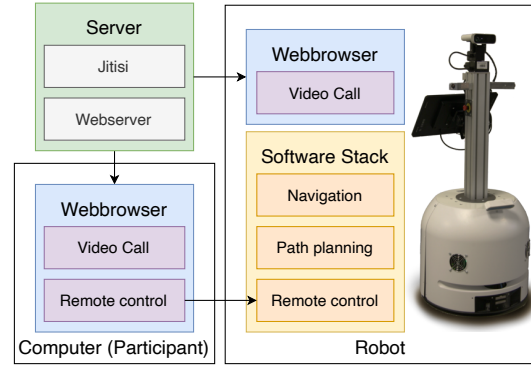 Server
Jitisi
Webserver
Webbrowser
Video Call
Remote control
Computer (Participant)
Webbrowser
Video Call
Software Stack
Navigation
Path planning
Remote control
Robot